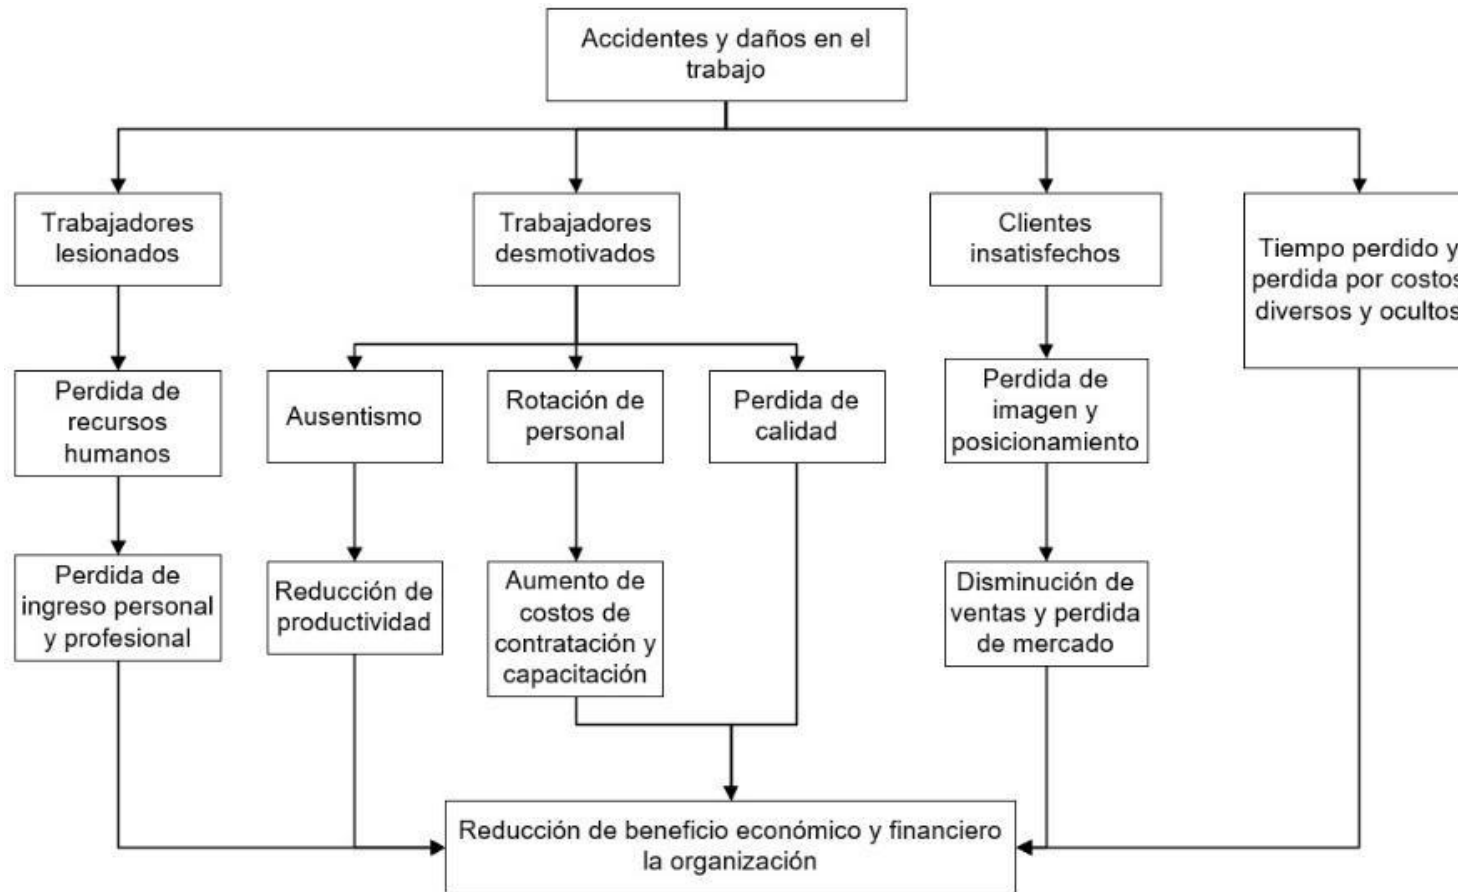 Accidentes y daños en el
trabajo
Trabajadores
lesionados
Trabajadores
desmotivados
Clientes
insatisfechos
Tiempo perdido y
perdida por costos
diversos y ocultos
Perdida de
recursos
humanos
Ausentismo
Rotación de
personal
Perdida de
calidad
Perdida de
imagen y
posicionamiento
Perdida de
ingreso personal
y profesional
Reducción de
productividad
Aumento de
costos de
contratación y
capacitación
Disminución de
ventas y perdida
de mercado
Reducción de beneficio económico y financiero
la organización